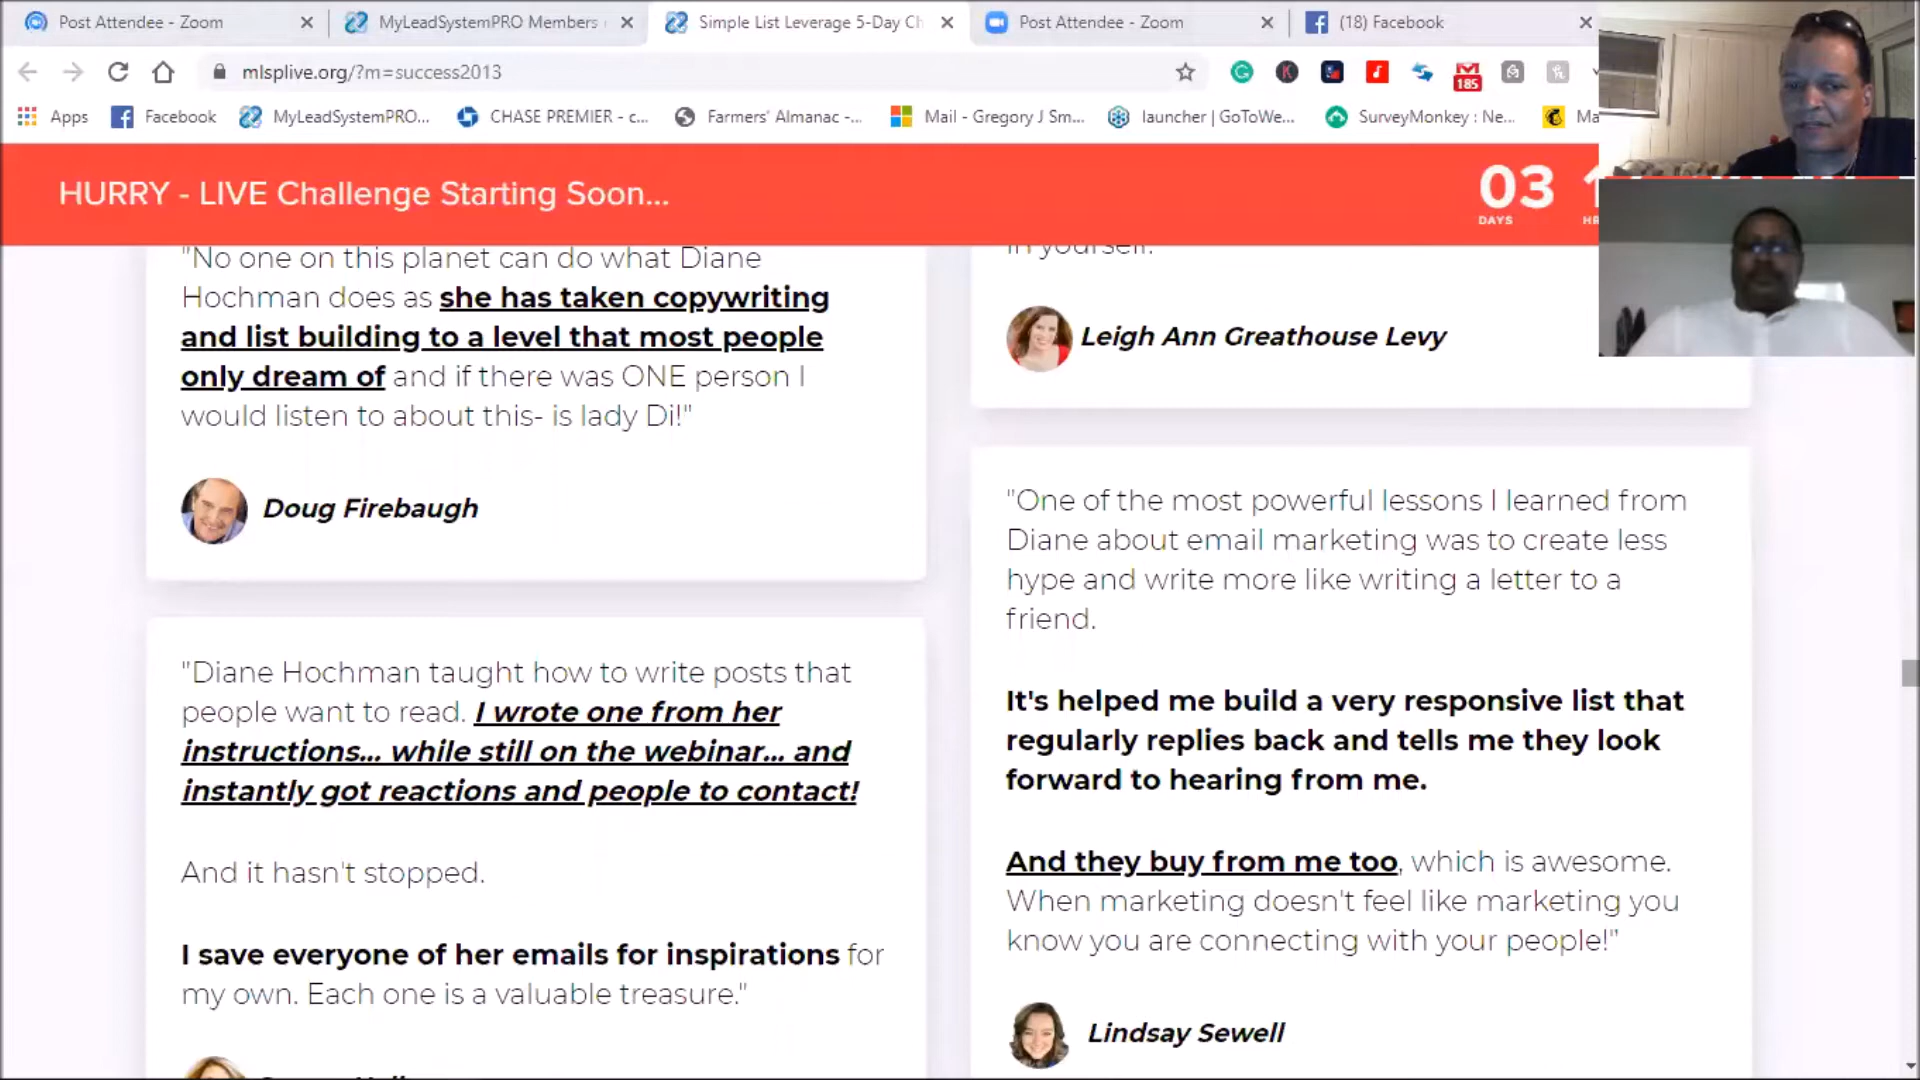 Post Attendee - Zoom
MyLeadSystemPRO Members
Simple List Leverage 5-Day Ch
Post Attendee - Zoom
(18) Facebook
mlsplive.org/?m=success2013
185
Apps
Facebook
MyLeadSystemPRO...
CHASE PREMIER - c...
Farmers' Almanac -...
Mail - Gregory J Sm...
launcher | GoToWe...
SurveyMonkey : Ne...
Ma
HURRY - LIVE Challenge Starting Soon...
03
DAYS
"No one on this planet can do what Diane
Hochman does as she has taken copywriting
and list building to a level that most people
only dream of and if there was ONE person I
would listen to about this- is lady Di!"
Doug Firebaugh
"Diane Hochman taught how to write posts that
people want to read. I wrote one from her
instructions... while still on the webinar... and
instantly got reactions and people to contact!
And it hasn't stopped.
I save everyone of her emails for inspirations for
my own. Each one is a valuable treasure."
in yourself.
Leigh Ann Greathouse Levy
"One of the most powerful lessons I learned from
Diane about email marketing was to create less
hype and write more like writing a letter to a
friend.
It's helped me build a very responsive list that
regularly replies back and tells me they look
forward to hearing from me.
And they buy from me too, which is awesome.
When marketing doesn't feel like marketing you
know you are connecting with your people!"
Lindsay Sewell